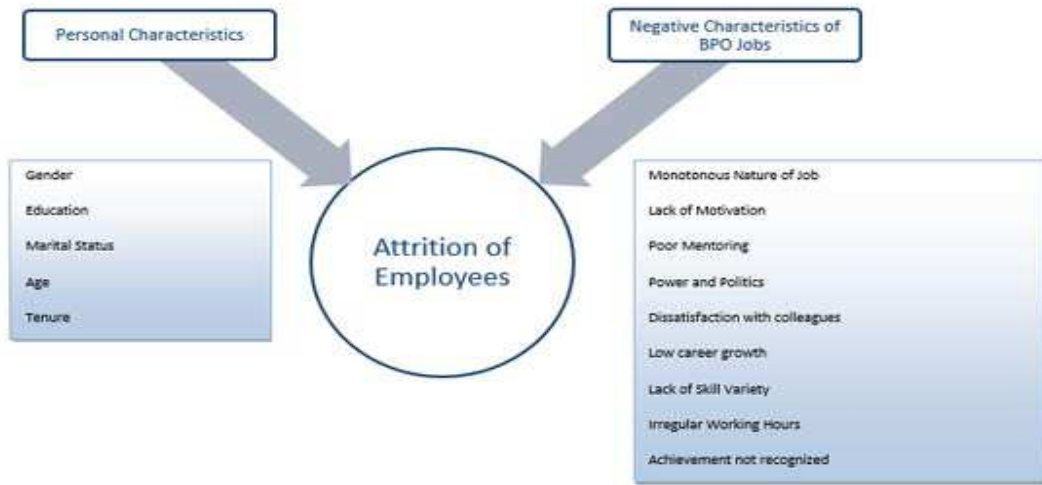 Personal Characteristics
Negative Characteristics of
BPO Jobs
Gender
Education
Marital Status
Age
Tenure
Attrition of
Employees
Monotonous Nature of Job
Lack of Motivation
Poor Mentoring
Power and Politics
Dissatisfaction with colleagues
Low career growth
Lack of Skill Variety
Irregular Working Hours
Achievement not recognized